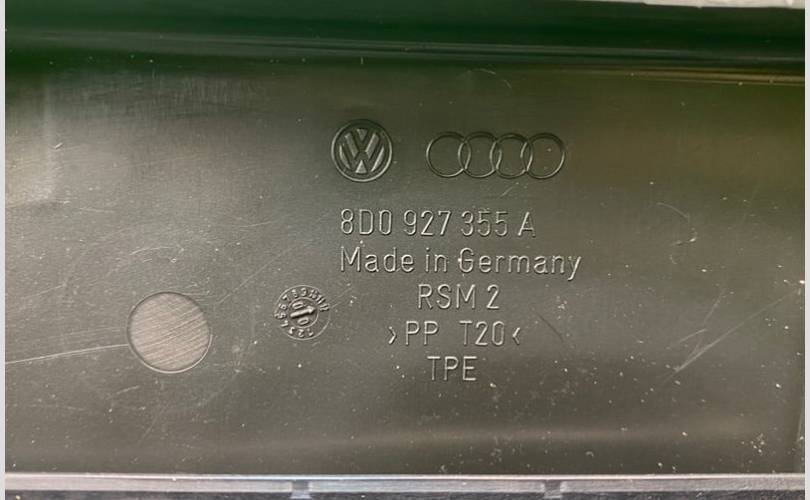 8D0 927 355 A
Made in Germany
RSM 2
>PP T20<
TPE